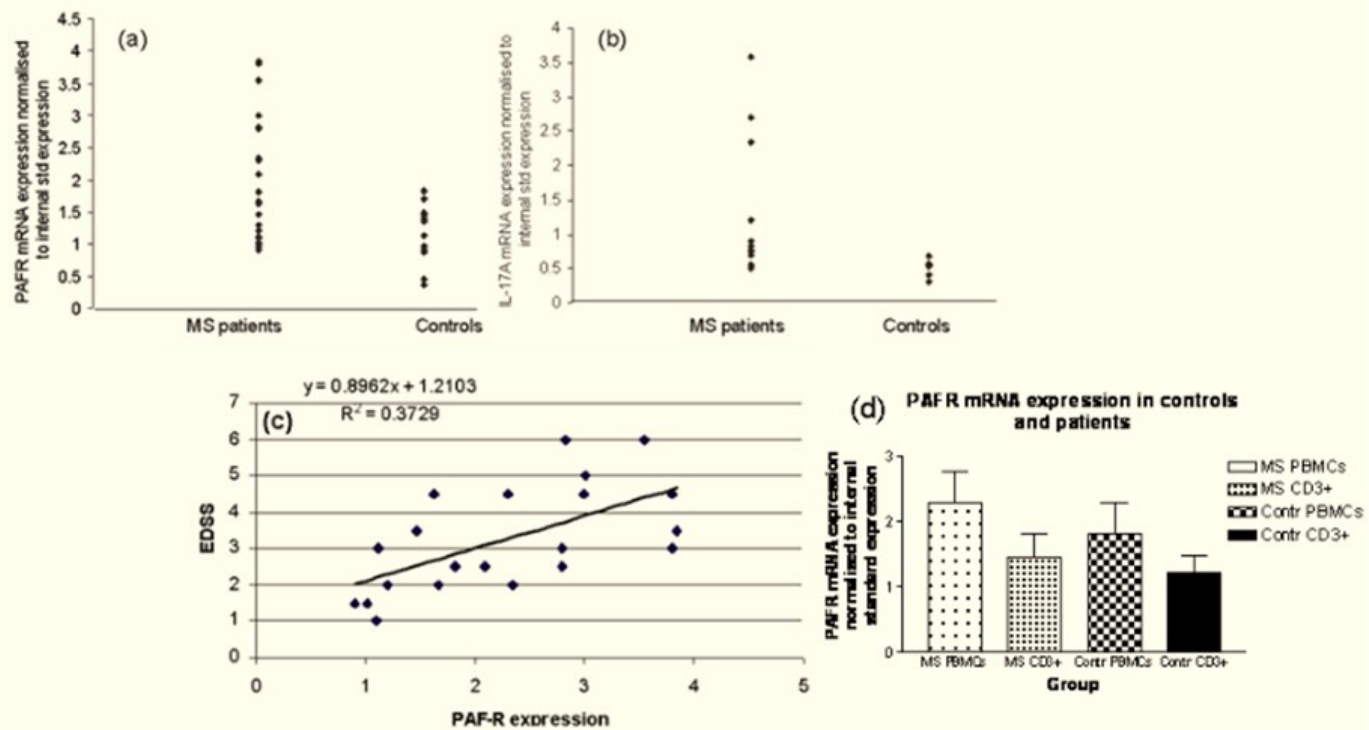 (a)
PAFR mRNA expression normalised
to internal std expression
4.5
4
3.5
3
2.5
2
1.5
1
0.5
0
MS patients
Controls
(b)
IL-17A mRNA expression normalised to
internal std expression
4
3.5
3
2.5
2
1.5
1
0.5
0
MS patients
Controls
y = 0.8962x + 1.2103
R² = 0.3729
(c)
EDSS
7
6
5
4
3
2
1
0
0
1
2
3
4
5
PAF-R expression
(d)
PAFR mRNA expression in controls
and patients
PAFR mRNA expression
normalised to internal
standard expression
3
2
1
0
MS PBMCs
MS CD3+
Contr PBMCs
Contr CD3+
Group
MS PBMCs
MS CD3+
Contr PBMCs
Contr CD3+